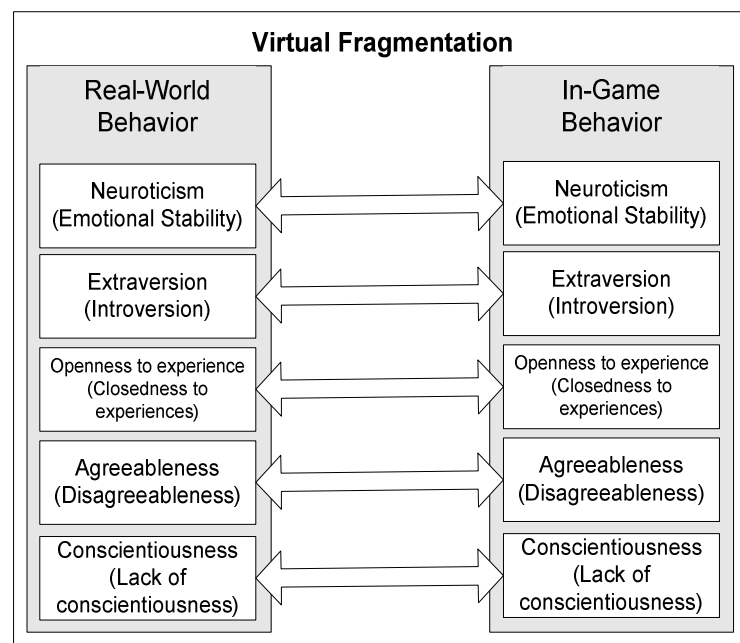 Virtual Fragmentation
Real-World
Behavior
Neuroticism
(Emotional Stability)
Extraversion
(Introversion)
Openness to experience
(Closedness to
experiences)
Agreeableness
(Disagreeableness)
Conscientiousness
(Lack of
conscientiousness)
In-Game
Behavior
Neuroticism
(Emotional Stability)
Extraversion
(Introversion)
Openness to experience
(Closedness to
experiences)
Agreeableness
(Disagreeableness)
Conscientiousness
(Lack of
conscientiousness)